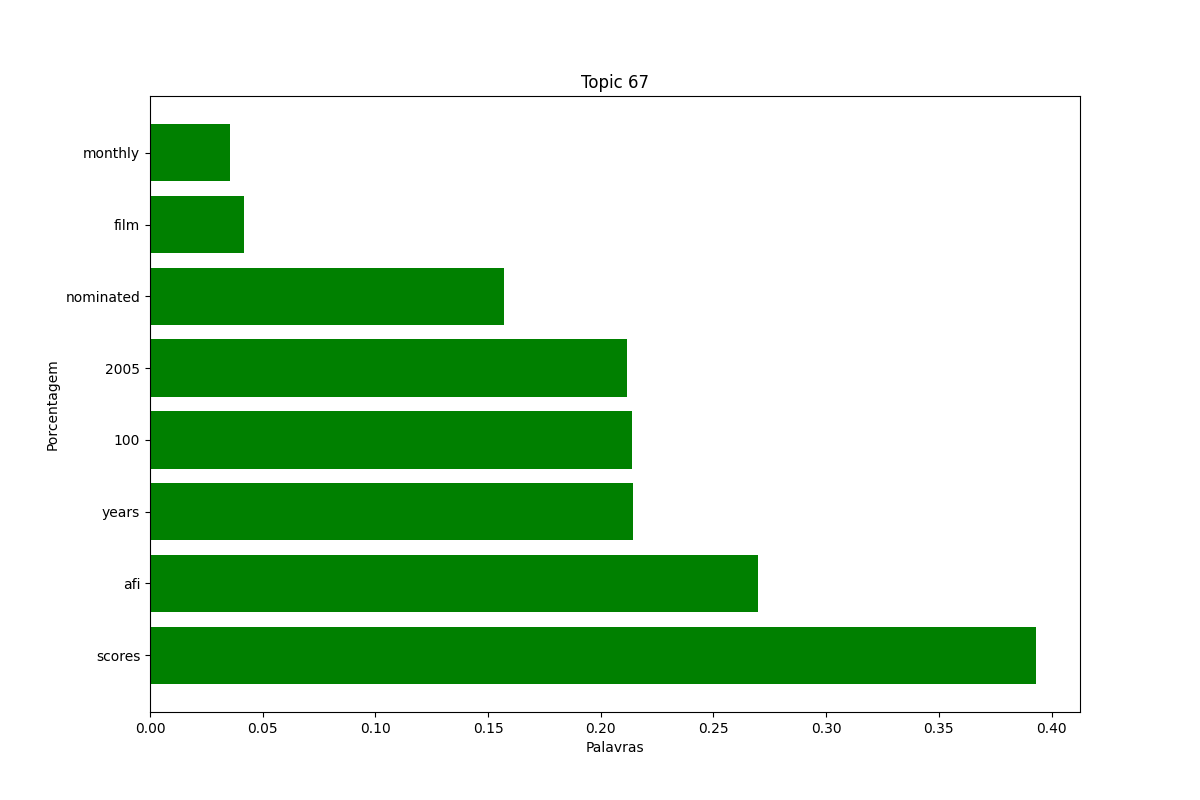 Topic 67
monthly
film
nominated
2005
100
years
afi
scores
Porcentagem
0.00 0.05 0.10 0.15 0.20 0.25 0.30 0.35 0.40
Palavras